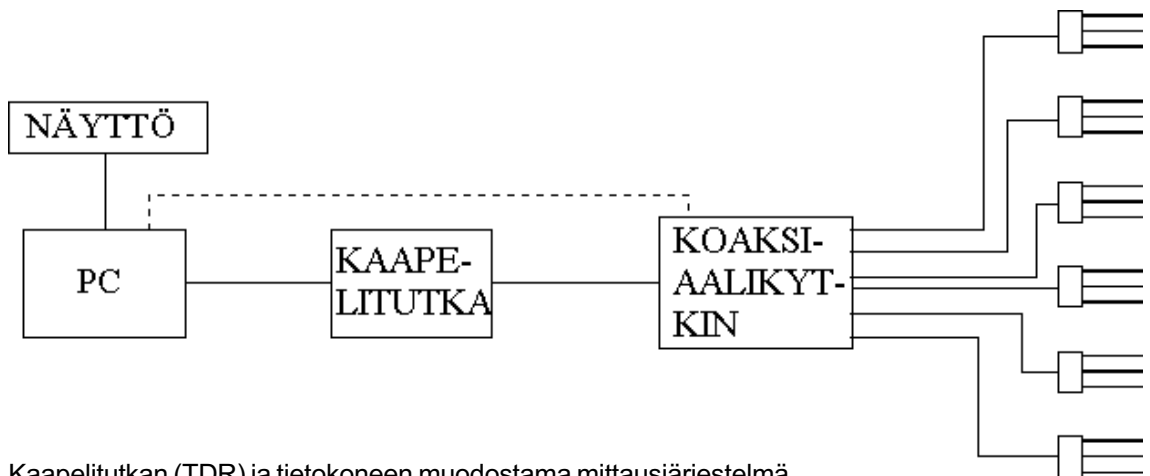 NÄYTTÖ
PC
KAAPE-
LITUTKA
KOAKSI-
AALIKYT-
KIN
Kaapelitutkan (TDR) ja tietokoneen muodostama mittausjärjestelmä